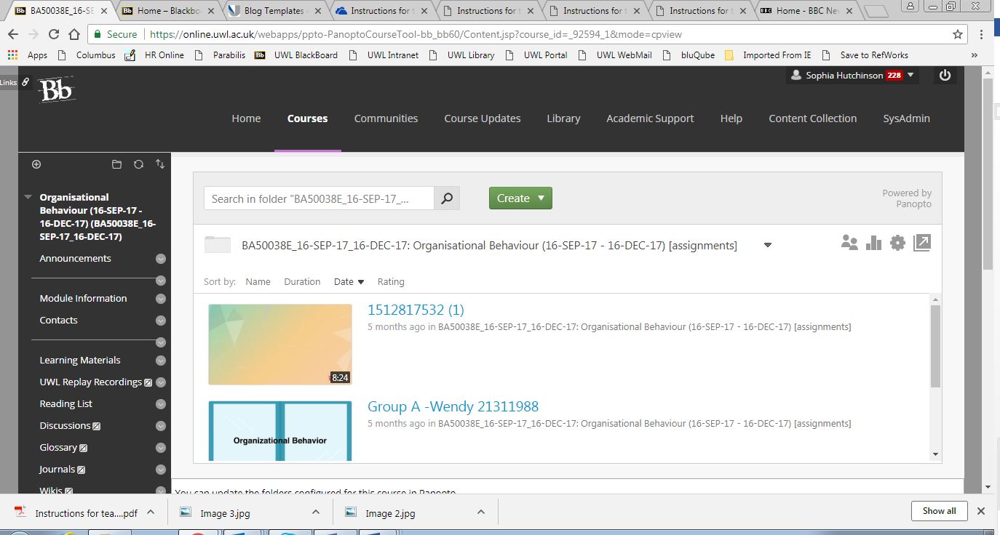 BA50038E_16-SE
Home – Blackbo
Blog Templates
Instructions for t
Instructions for t
Instructions for t
Instructions for t
BBC Home - BBC Nev
Secure https://online.uwl.ac.uk/webapps/ppto-PanoptoCourseTool-bb_bb60/Content.jsp?course_id=_92594_1&mode=cpview
Apps Columbus HR Online Parabilis Bb UWL BlackBoard UWL Intranet UWL Library UWL Portal UWL WebMail bluQube Imported From IE Save to RefWorks »
Links
Bb
Sophia Hutchinson 228
Home Courses Communities Course Updates Library Academic Support Help Content Collection SysAdmin
Organisational
Behaviour (16-SEP-17 -
16-DEC-17) (BA50038E_16-
SEP-17_16-DEC-17)
Announcements
Module Information
Contacts
Learning Materials
UWL Replay Recordings
Reading List
Discussions
Glossary
Journals
Wikis
Search in folder "BA50038E_16-SEP-17_...
Create
Powered by
Panopto
BA50038E_16-SEP-17_16-DEC-17: Organisational Behaviour (16-SEP-17 - 16-DEC-17) [assignments]
Sort by: Name Duration Date Rating
8:24
1512817532 (1)
5 months ago in BA50038E_16-SEP-17_16-DEC-17: Organisational Behaviour (16-SEP-17 - 16-DEC-17) [assignments]
Organizational Behavior
Group A -Wendy 21311988
5 months ago in BA50038E_16-SEP-17_16-DEC-17: Organisational Behaviour (16-SEP-17 - 16-DEC-17) [assignments]
You can update the folders configured for this course in Panopto
Instructions for tea....pdf
Image 3.jpg
Image 2.jpg
Show all